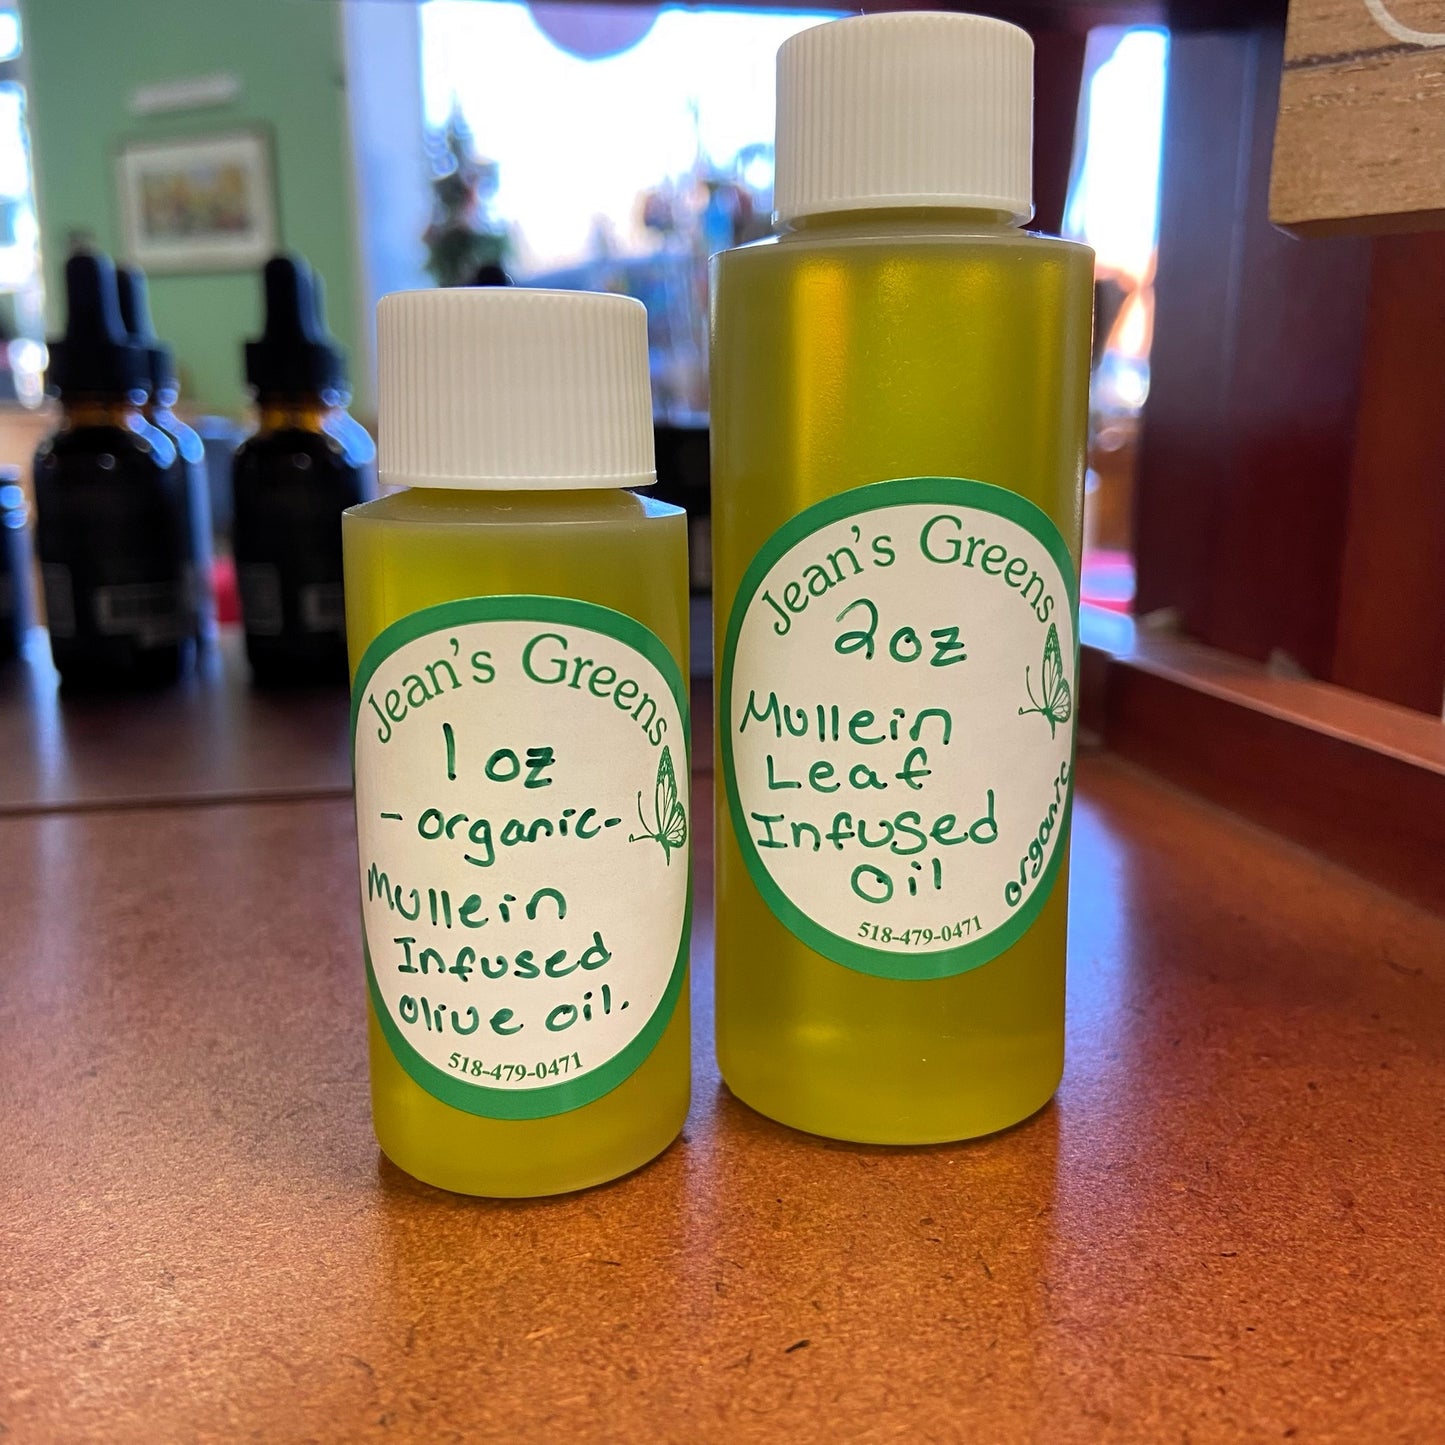 Jean's Greens
1 oz
-organic-
Mullein
Infused
Olive oil.
518-479-0471
Jean's Greens
2oz
Mullein
Leaf
Infused
Oil
organic
518-479-0471